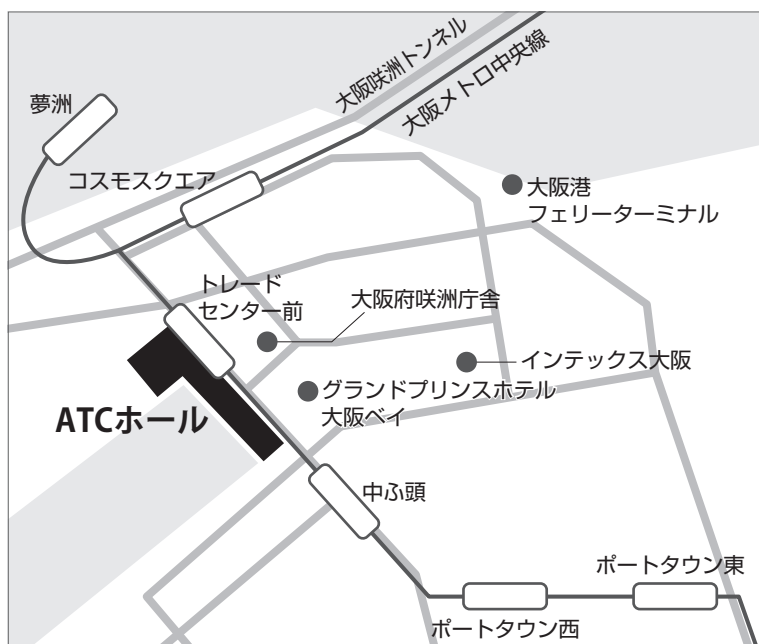 大阪咲洲トンネル
大阪メトロ中央線
夢洲
コスモスクエア
大阪港
フェリーターミナル
トレード
センター前
大阪府咲洲庁舎
インテックス大阪
グランドプリンスホテル
大阪ベイ
ATCホール
中ふ頭
ポートタウン東
ポートタウン西